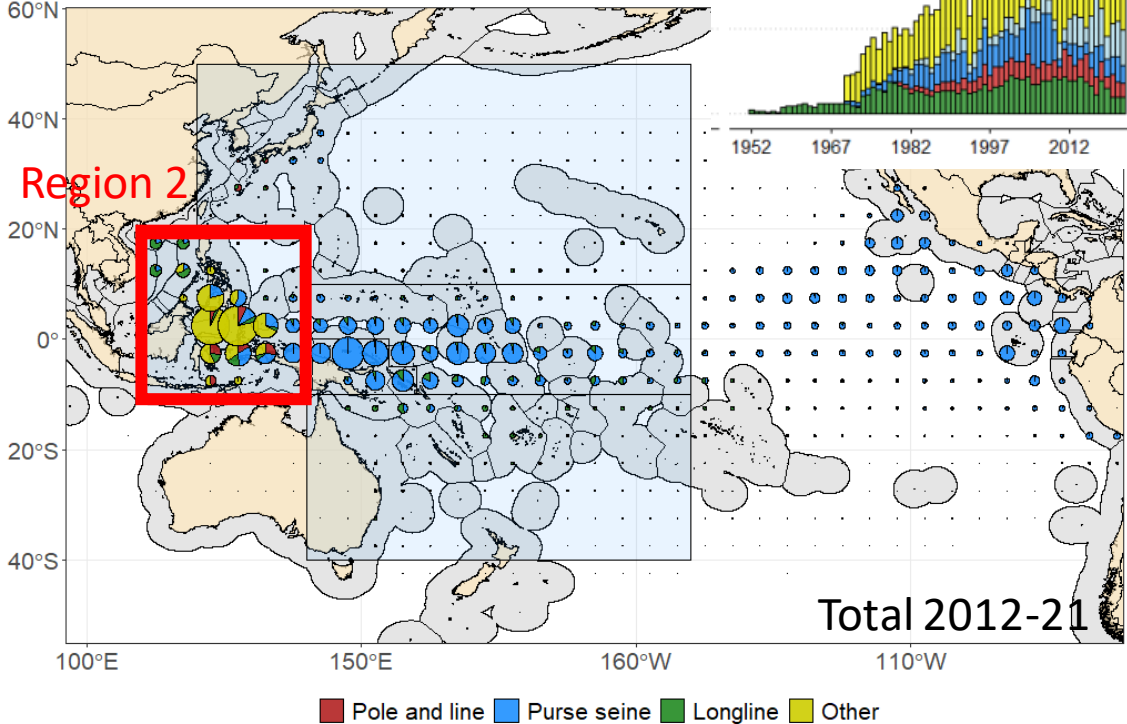 60°N
40°N
20°N
0°
20°S
40°S
Region 2
1952 1967 1982 1997 2012
Total 2012-21
100°E 150°E 160°W 110°W
Pole and line Purse seine Longline Other